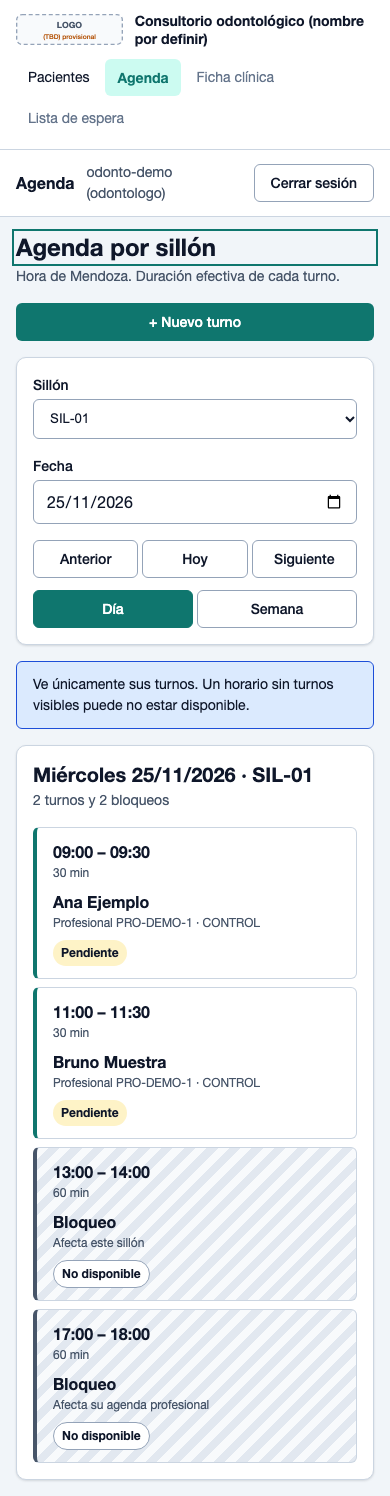 LOGO
(TBD) provisional
Consultorio odontológico (nombre
por definir)
Pacientes
Agenda
Ficha clínica
Lista de espera
Agenda
odonto-demo
(odontologo)
Cerrar sesión
Agenda por sillón
Hora de Mendoza. Duración efectiva de cada turno.
+ Nuevo turno
Sillón
SIL-01
Fecha
25/11/2026
Anterior
Hoy
Siguiente
Día
Semana
Ve únicamente sus turnos. Un horario sin turnos
visibles puede no estar disponible.
Miércoles 25/11/2026 · SIL-01
2 turnos y 2 bloqueos
09:00 – 09:30
30 min
Ana Ejemplo
Profesional PRO-DEMO-1 · CONTROL
Pendiente
11:00 – 11:30
30 min
Bruno Muestra
Profesional PRO-DEMO-1 · CONTROL
Pendiente
13:00 – 14:00
60 min
Bloqueo
Afecta este sillón
No disponible
17:00 – 18:00
60 min
Bloqueo
Afecta su agenda profesional
No disponible